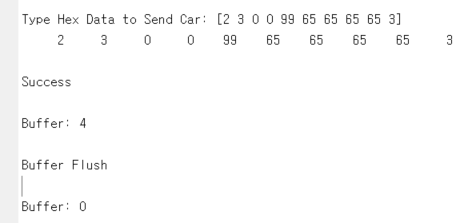 Type Hex Data to Send Car: [2 3 0 0 99 65 65 65 65 3]
2 3 0 0 99 65 65 65 65 3
Success
Buffer: 4
Buffer Flush
Buffer: 0